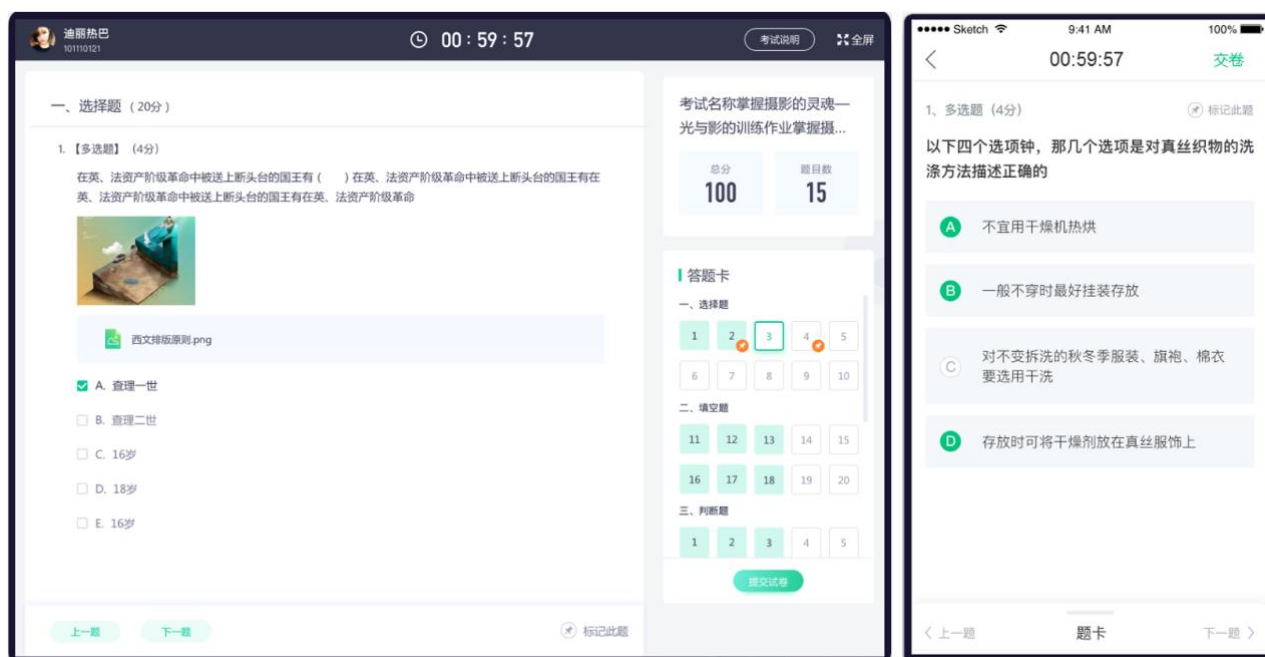 迪丽热巴
101110121
00 : 59 : 57
考试说明
全屏
一、选择题（20分）
1. 【多选题】（4分）
在英、法资产阶级革命中被送上断头台的国王有（ ）在英、法资产阶级革命中被送上断头台的国王有在
英、法资产阶级革命中被送上断头台的国王有在英、法资产阶级革命
西文排版原则.png
A. 查理一世
B. 查理二世
C. 16岁
D. 18岁
E. 16岁
上一题
下一题
标记此题
考试名称掌握摄影的灵魂—
光与影的训练作业掌握摄...
总分 题目数
100 15
答题卡
一、选择题
1 2 3 4 5
6 7 8 9 10
二、填空题
11 12 13 14 15
16 17 18 19 20
三、判断题
1 2 3 4 5
提交试卷
Sketch 9:41 AM 100%
00:59:57 交卷
1、多选题（4分） 标记此题
以下四个选项钟，那几个选项是对真丝织物的洗
涤方法描述正确的
A 不宜用干燥机热烘
B 一般不穿时最好挂装存放
C 对不变拆洗的秋冬季服装、旗袍、棉衣
要选用干洗
D 存放时可将干燥剂放在真丝服饰上
上一题 题卡 下一题